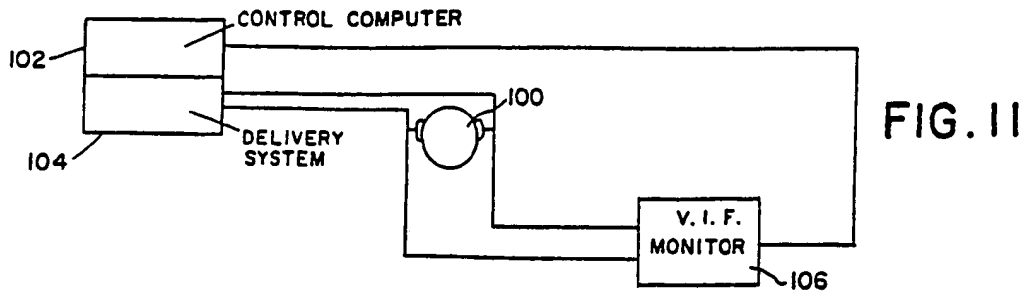 CONTROL COMPUTER
102
100
FIG. 11
DELIVERY
SYSTEM
104
V. I. F.
MONITOR
106